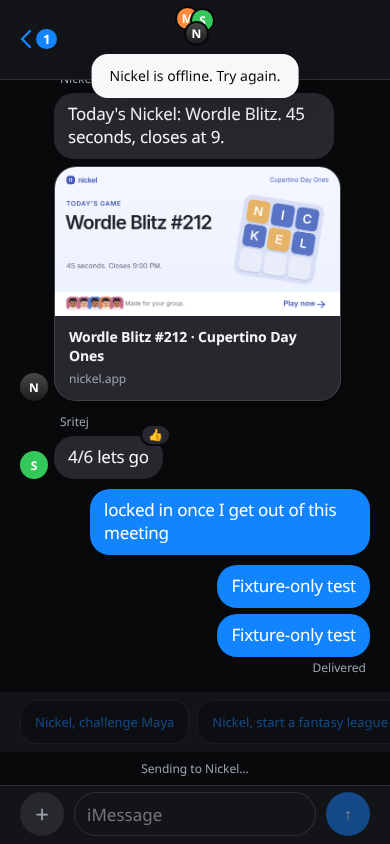 1
M
S
N
Nickel is offline. Try again.
Today's Nickel: Wordle Blitz. 45
seconds, closes at 9.
n nickel
Cupertino Day Ones
TODAY'S GAME
Wordle Blitz #212
N I C
K E L
45 seconds. Closes 9:00 PM.
Made for your group.
Play now →
Wordle Blitz #212 · Cupertino Day
Ones
nickel.app
N
Sritej
👍
S
4/6 lets go
locked in once I get out of this
meeting
Fixture-only test
Fixture-only test
Delivered
Nickel, challenge Maya
Nickel, start a fantasy league
Sending to Nickel...
+
iMessage
↑